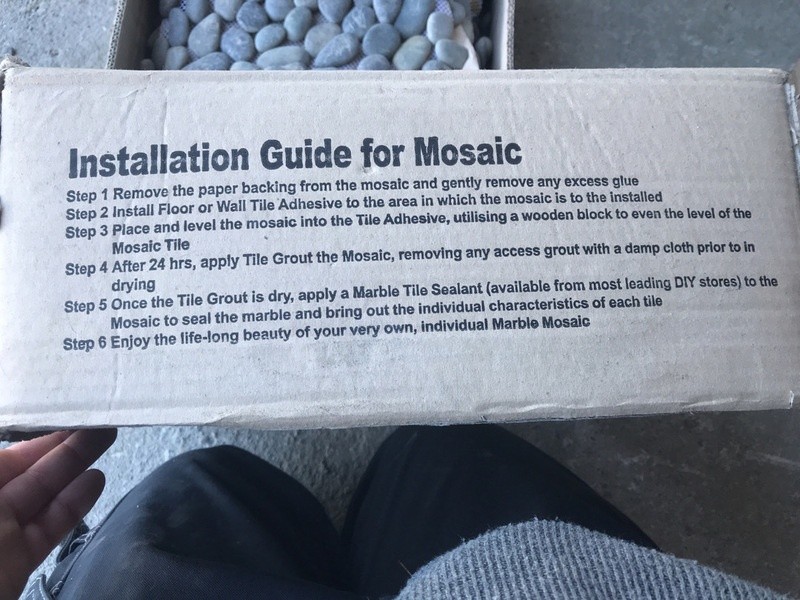 Installation Guide for Mosaic
Step 1 Remove the paper backing from the mosaic and gently remove any excess glue
Step 2 Install Floor or Wall Tile Adhesive to the area in which the mosaic is to the installed
Step 3 Place and level the mosaic into the Tile Adhesive, utilising a wooden block to even the level of the
Mosaic Tile
Step 4 After 24 hrs, apply Tile Grout the Mosaic, removing any access grout with a damp cloth prior to in
drying
Step 5 Once the Tile Grout is dry, apply a Marble Tile Sealant (available from most leading DIY stores) to the
Mosaic to seal the marble and bring out the individual characteristics of each tile
Step 6 Enjoy the life-long beauty of your very own, individual Marble Mosaic